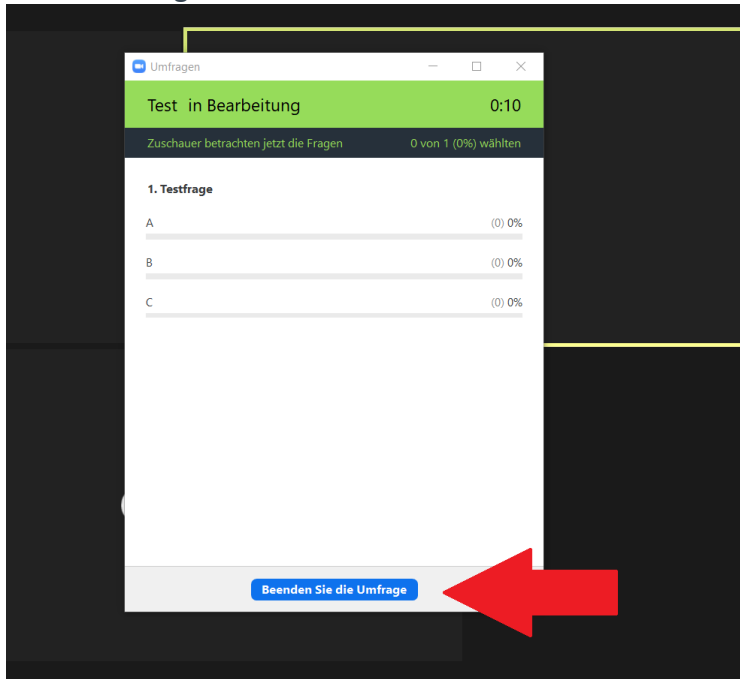 Umfragen
Test in Bearbeitung 0:10
Zuschauer betrachten jetzt die Fragen 0 von 1 (0%) wählten
1. Testfrage
A (0) 0%
B (0) 0%
C (0) 0%
Beenden Sie die Umfrage